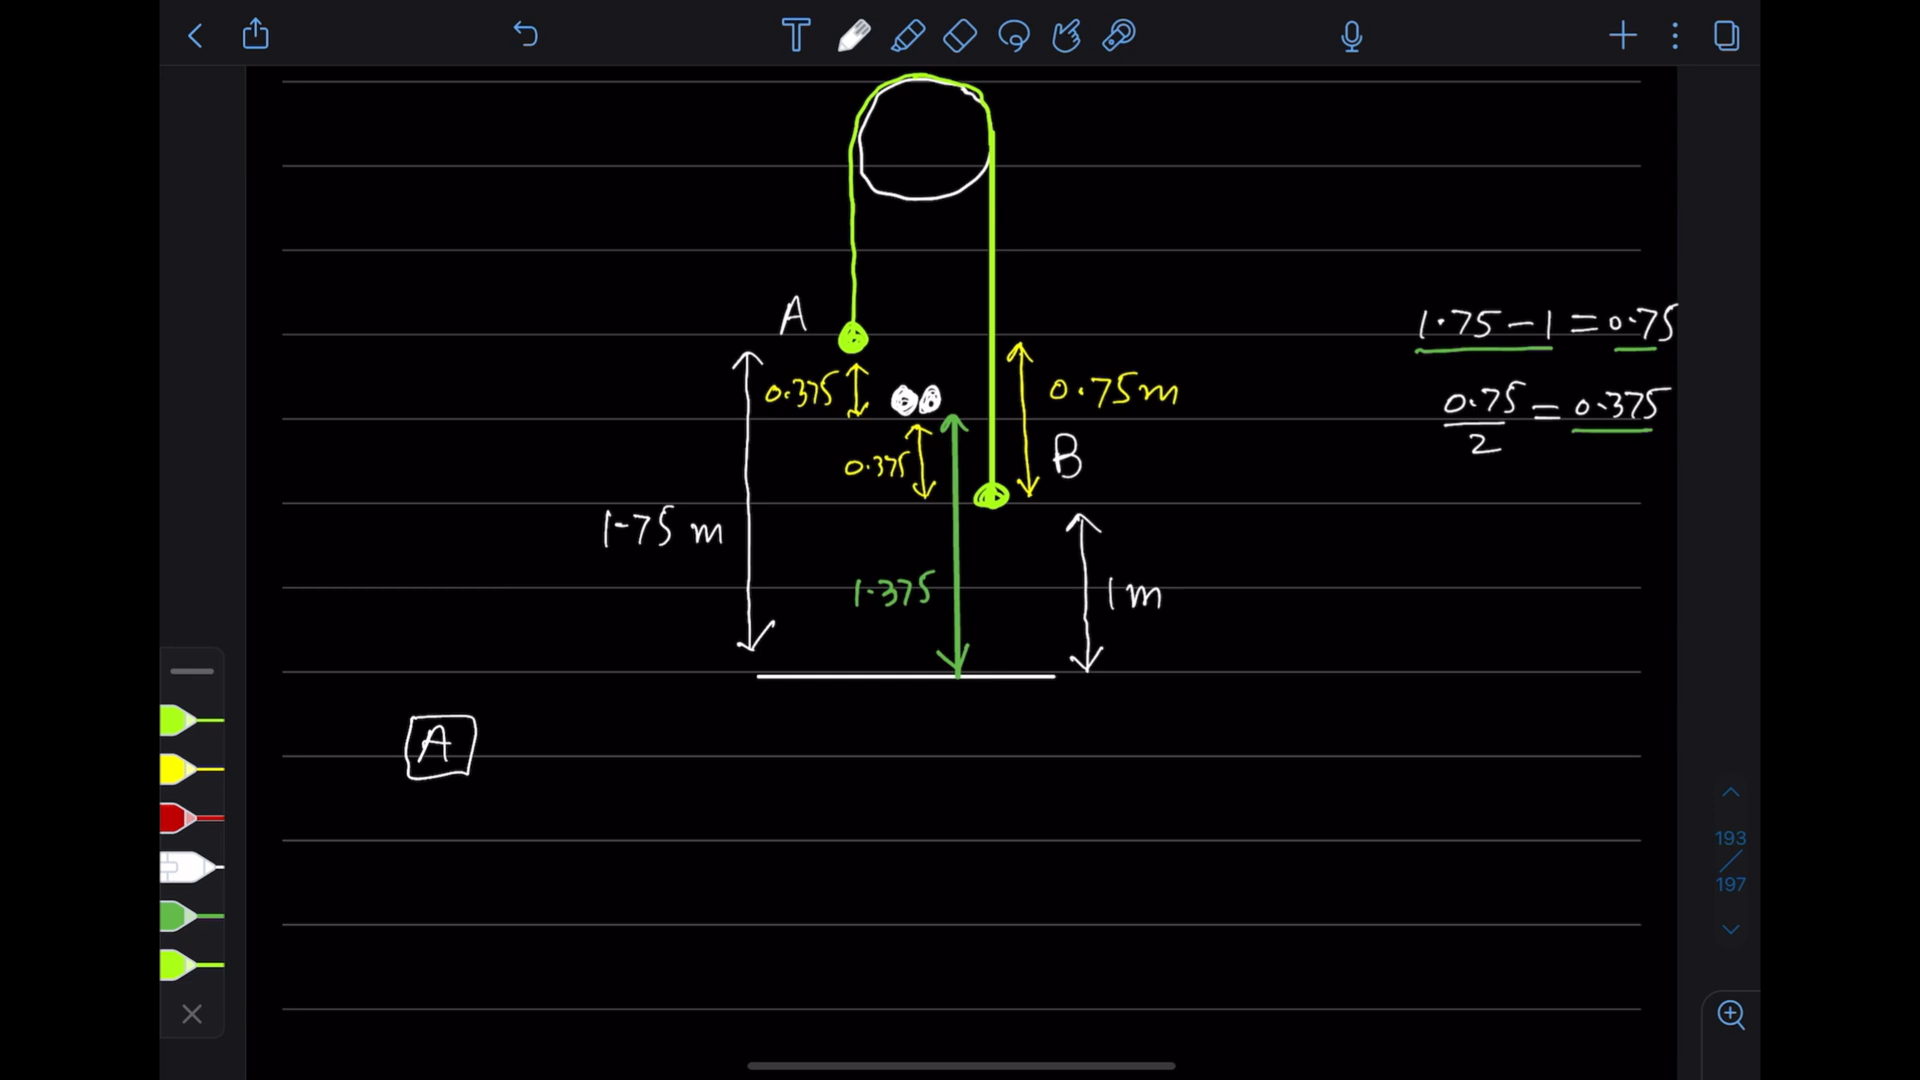 A
1.75 - 1 = 0.75
0.375
0.75m
0.75/2 = 0.375
0.375
B
1.75 m
1.375
1m
A
193
197
T